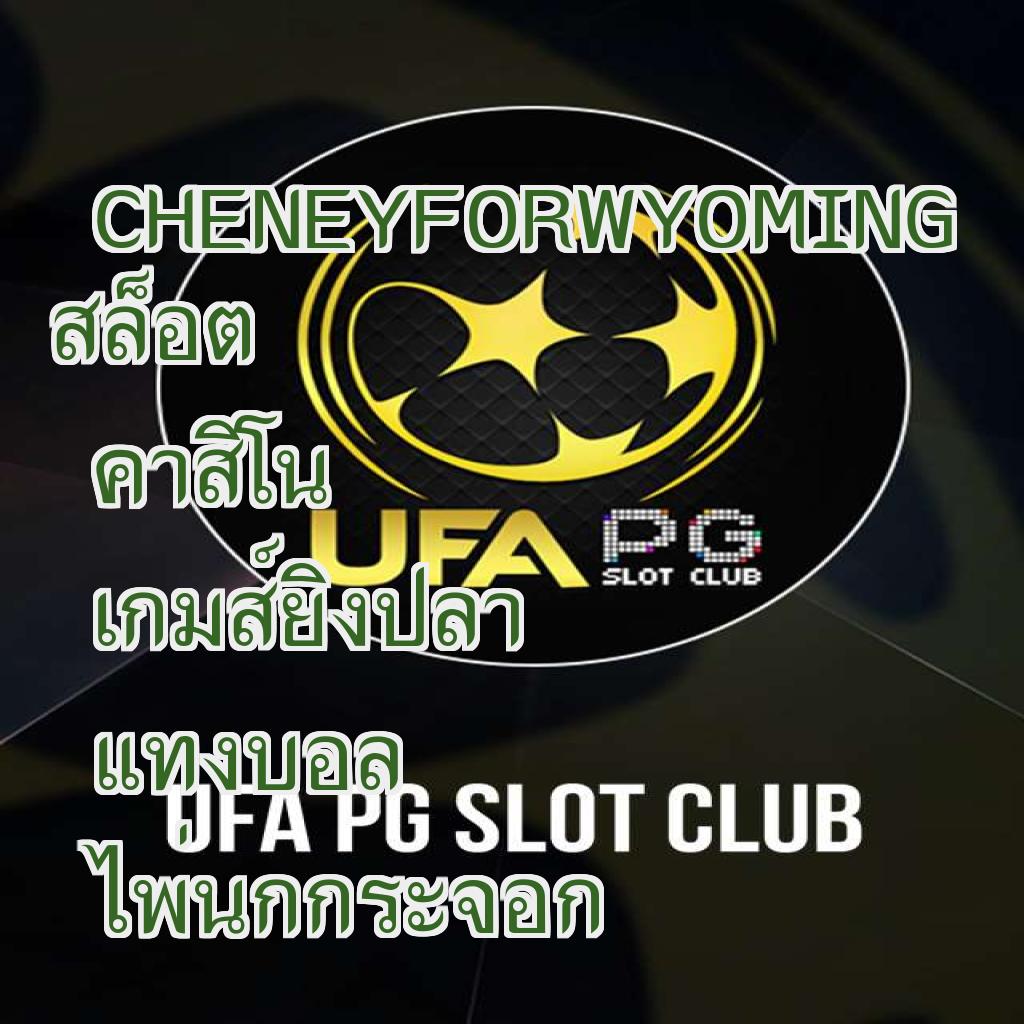 CHENEYFORWYOMING
สล็อต
คาสิโน
UFA PG
SLOT CLUB
เกมส์ยิงปลา
แทงบอล
UFA PG SLOT CLUB
ไพ่นกกระจอก